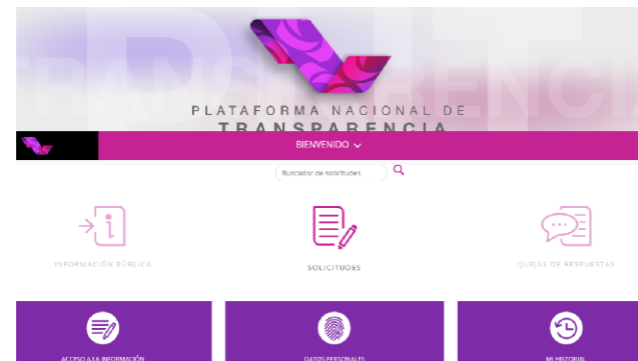 PLATAFORMA NACIONAL DE
TRANSPARENCIA
BIENVENIDO
Buscador de solicitudes
INFORMACIÓN PÚBLICA
SOLICITUDES
QUEJAS DE RESPUESTAS
ACCESO A LA INFORMACIÓN
DATOS PERSONALES
MI HISTORIAL